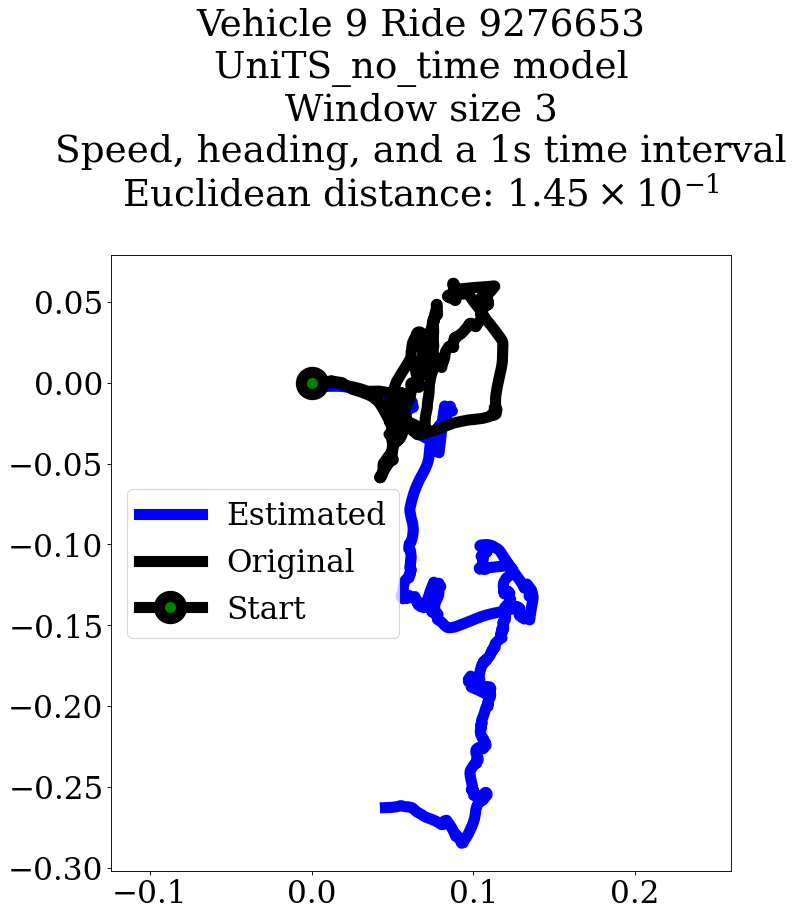 Vehicle 9 Ride 9276653
UniTS_no_time model
Window size 3
Speed, heading, and a 1s time interval
Euclidean distance: 1.45 × 10⁻¹
0.05
0.00
−0.05
−0.10
−0.15
−0.20
−0.25
−0.30
Estimated
Original
Start
−0.1
0.0
0.1
0.2